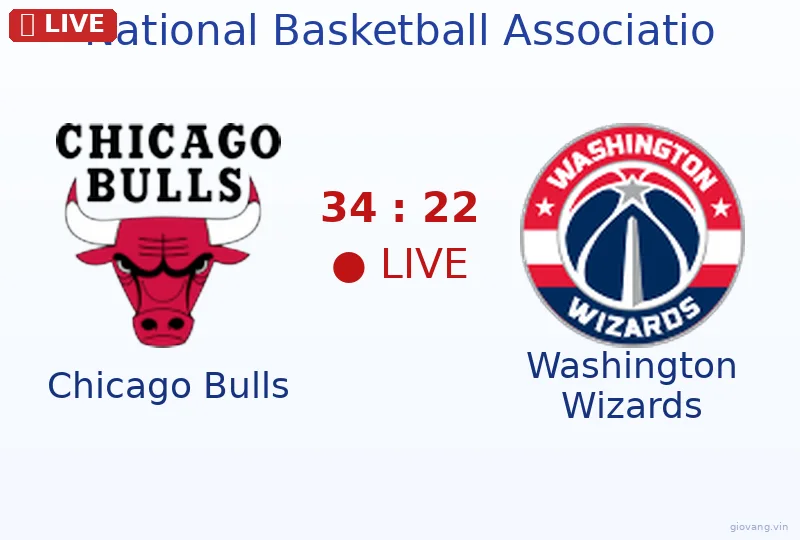 LIVE
National Basketball Associatio
CHICAGO
BULLS
WASHINGTON
WIZARDS
34 : 22
● LIVE
Chicago Bulls
Washington
Wizards
giovang.vin